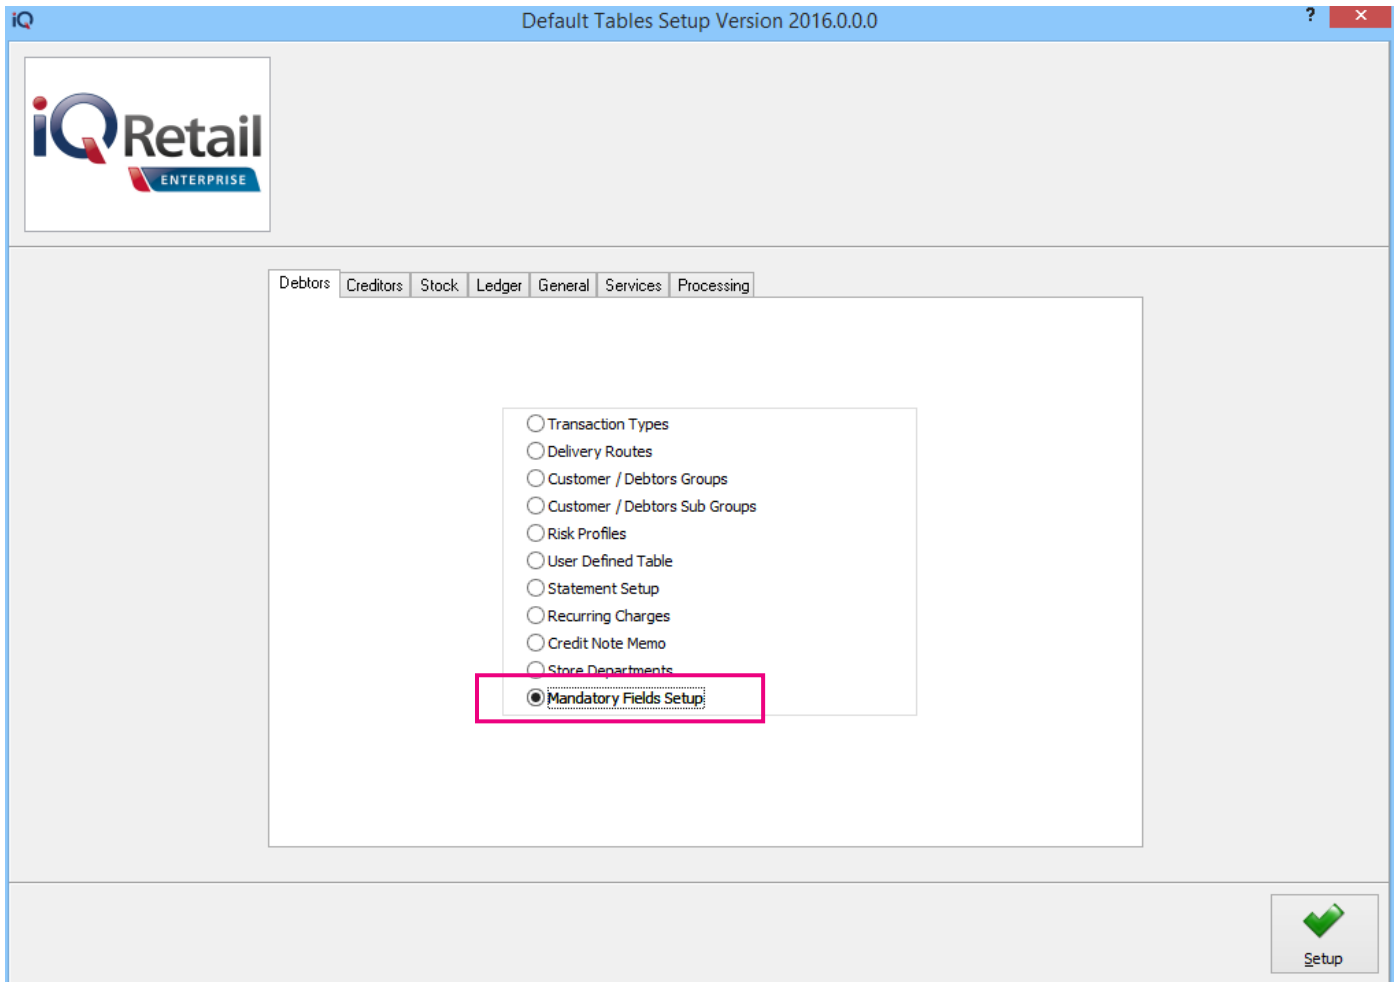 iQ Default Tables Setup Version 2016.0.0.0 ? ×
iQ Retail
ENTERPRISE
Debtors Creditors Stock Ledger General Services Processing
Transaction Types
Delivery Routes
Customer / Debtors Groups
Customer / Debtors Sub Groups
Risk Profiles
User Defined Table
Statement Setup
Recurring Charges
Credit Note Memo
Store Departments
Mandatory Fields Setup
Setup